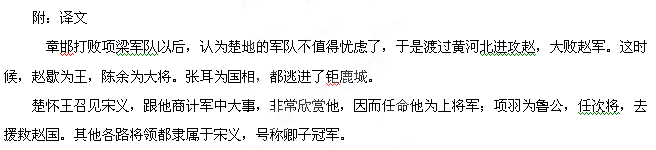 附：译文
章邯打败项梁军队以后，认为楚地的军队不值得忧虑了，于是渡过黄河北进攻赵，大败赵军。这时
候，赵歇为王，陈余为大将。张耳为国相，都逃进了钜鹿城。
楚怀王召见宋义，跟他商计军中大事，非常欣赏他，因而任命他为上将军；项羽为鲁公，任次将，去
援救赵国。其他各路将领都隶属于宋义，号称卿子冠军。